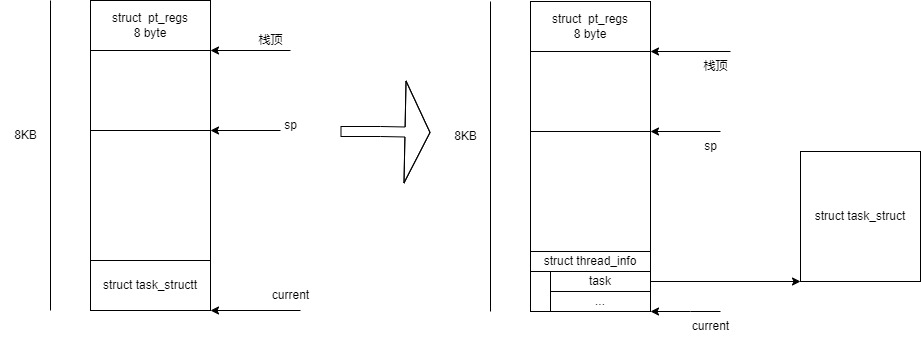 struct pt_regs
8 byte
栈顶
sp
8KB
struct task_structt
current
struct pt_regs
8 byte
栈顶
sp
8KB
struct thread_info
task
...
current
struct task_struct